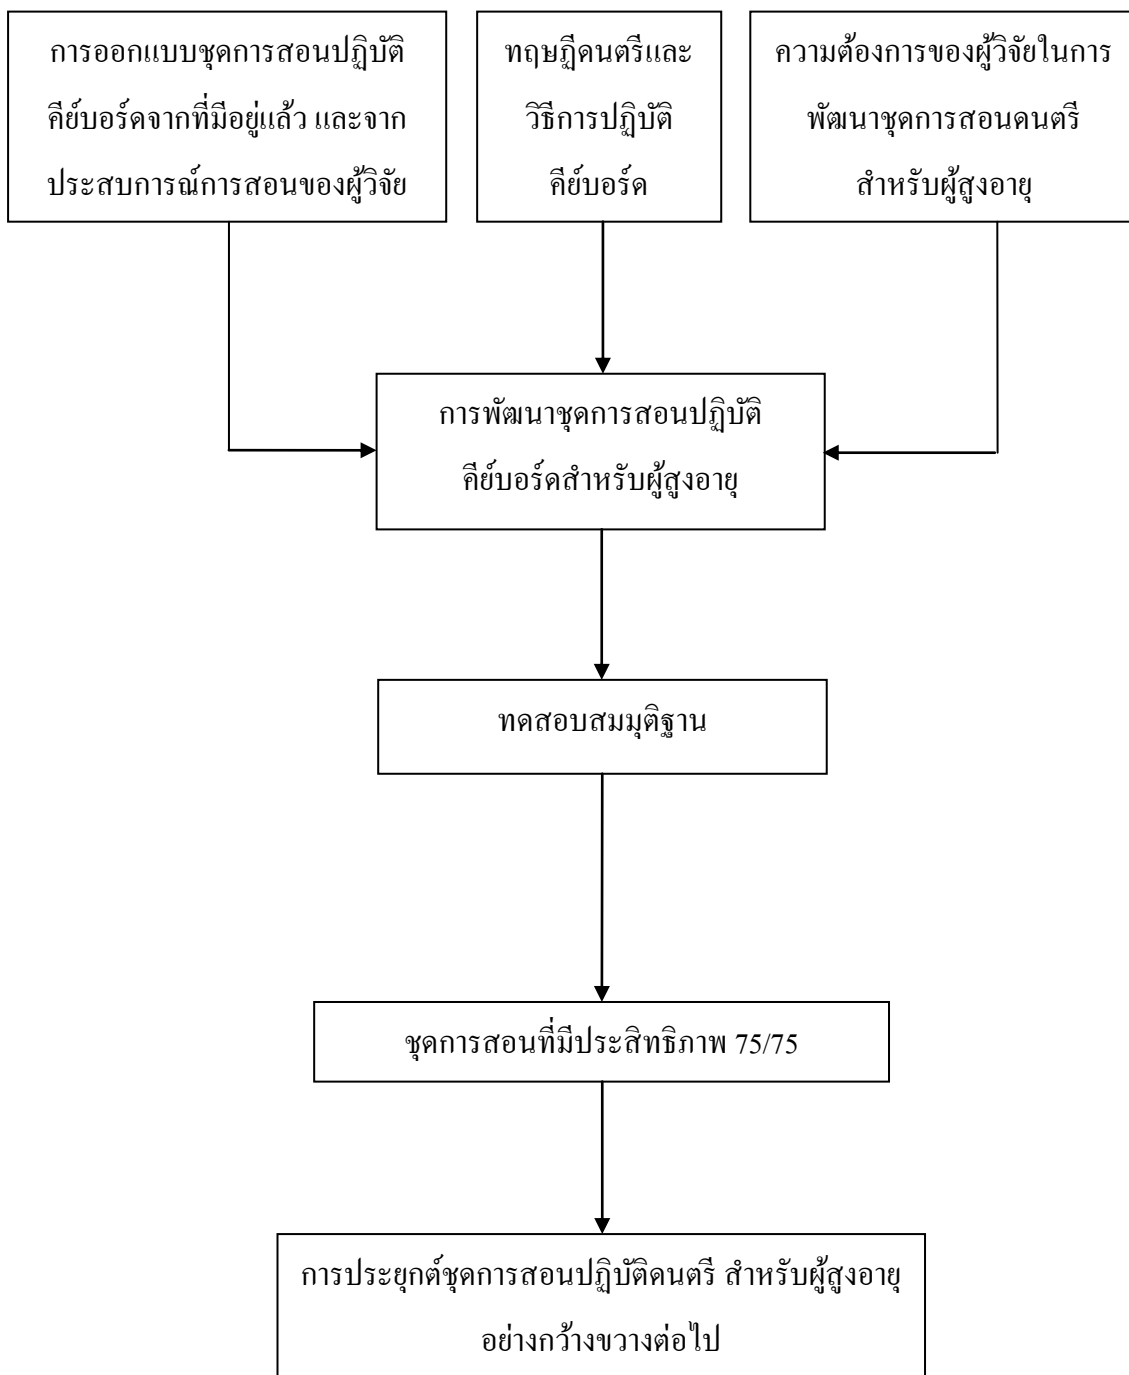 การออกแบบชุดการสอนปฏิบัติ
คีย์บอร์ดจากที่มีอยู่แล้ว และจาก
ประสบการณ์การสอนของผู้วิจัย
ทฤษฎีดนตรีและ
วิธีการปฏิบัติ
คีย์บอร์ด
ความต้องการของผู้วิจัยในการ
พัฒนาชุดการสอนดนตรี
สำหรับผู้สูงอายุ
การพัฒนาชุดการสอนปฏิบัติ
คีย์บอร์ดสำหรับผู้สูงอายุ
ทดสอบสมมุติฐาน
ชุดการสอนที่มีประสิทธิภาพ 75/75
การประยุกต์ชุดการสอนปฏิบัติดนตรี สำหรับผู้สูงอายุ
อย่างกว้างขวางต่อไป